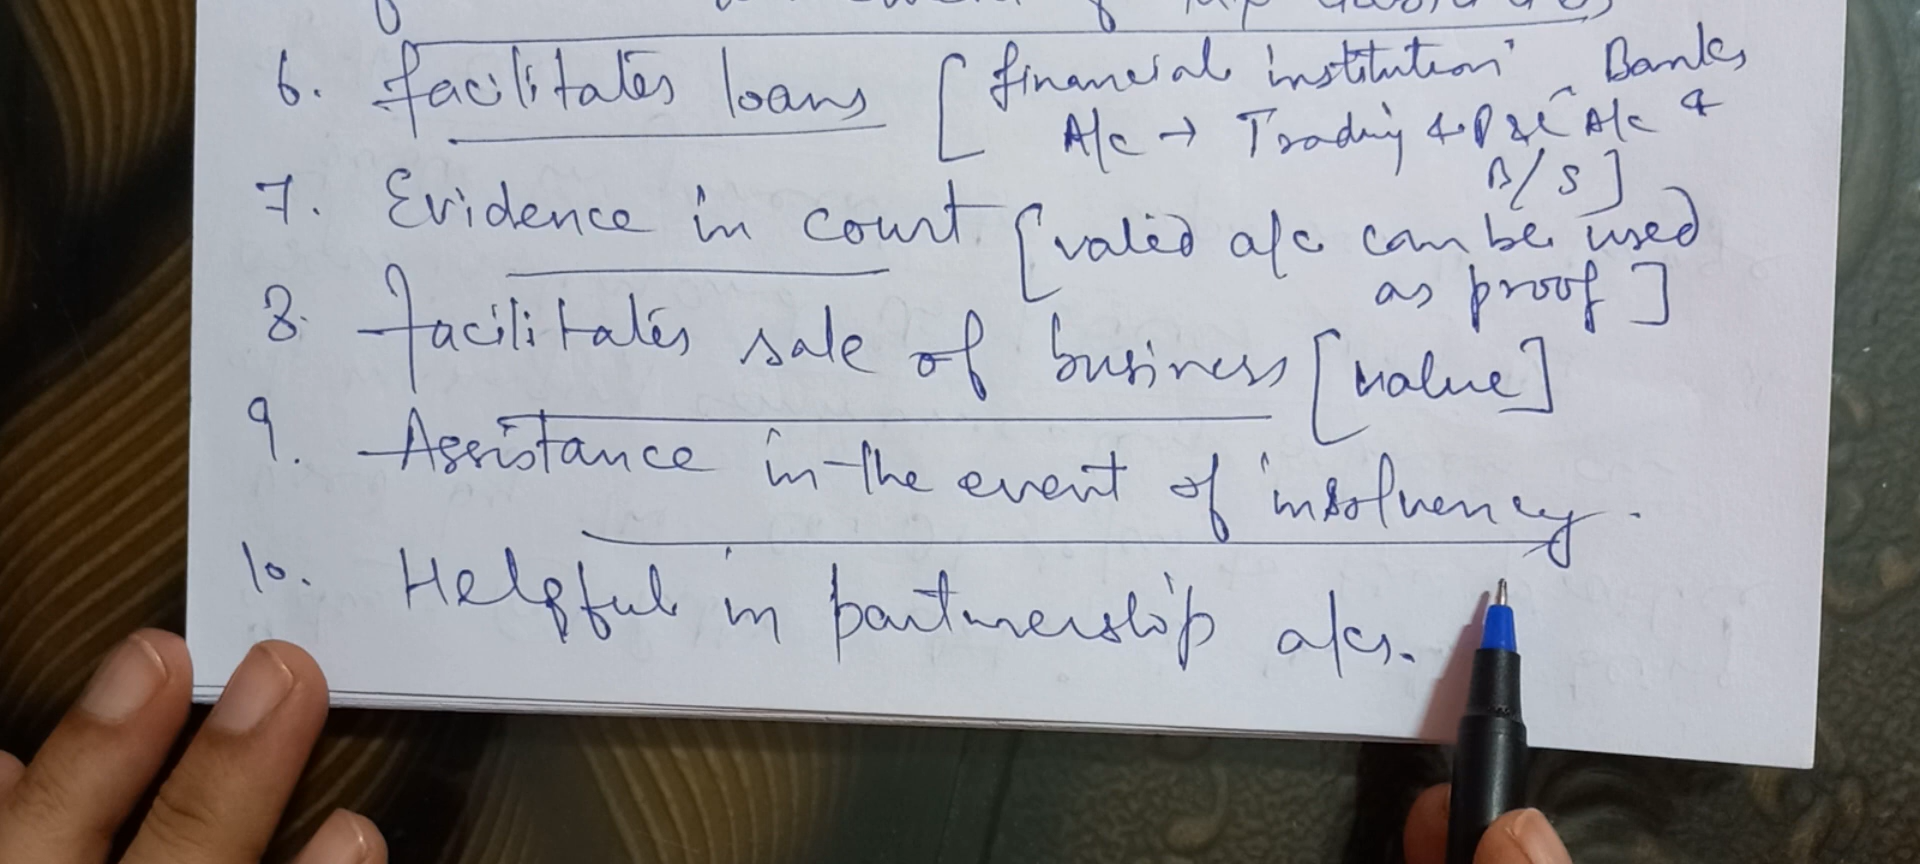 6. facilitates loans [financial institution Banks
A/c → Trading & P & L A/c &
B/S]
7. Evidence in court [valid a/c can be used
as proof]
8. facilitates sale of business [value]
9. Assistance in the event of insolvency.
10. Helpful in partnership a/cs.